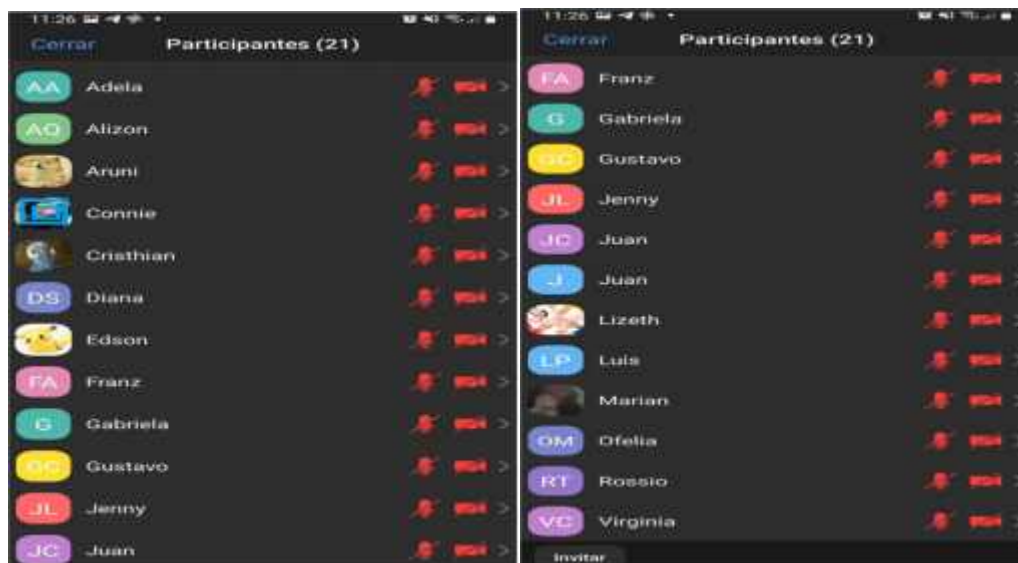 11:26
Cerrar Participantes (21)
AA Adela
AO Alizon
Aruni
Connie
Cristhian
DS Diana
Edson
FA Franz
G Gabriela
GC Gustavo
JL Jenny
JC Juan
11:26
Cerrar Participantes (21)
FA Franz
G Gabriela
GC Gustavo
JL Jenny
JC Juan
J Juan
Lizeth
LP Luis
Marian
OM Ofelia
RT Rossio
VC Virginia
Invitar